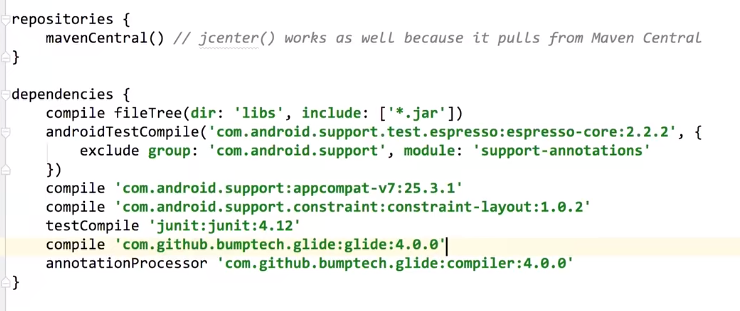 repositories {
    mavenCentral() // jcenter() works as well because it pulls from Maven Central
}
dependencies {
    compile fileTree(dir: 'libs', include: ['*.jar'])
    androidTestCompile('com.android.support.test.espresso:espresso-core:2.2.2', {
        exclude group: 'com.android.support', module: 'support-annotations'
    })
    compile 'com.android.support:appcompat-v7:25.3.1'
    compile 'com.android.support.constraint:constraint-layout:1.0.2'
    testCompile 'junit:junit:4.12'
    compile 'com.github.bumptech.glide:glide:4.0.0'
    annotationProcessor 'com.github.bumptech.glide:compiler:4.0.0'
}